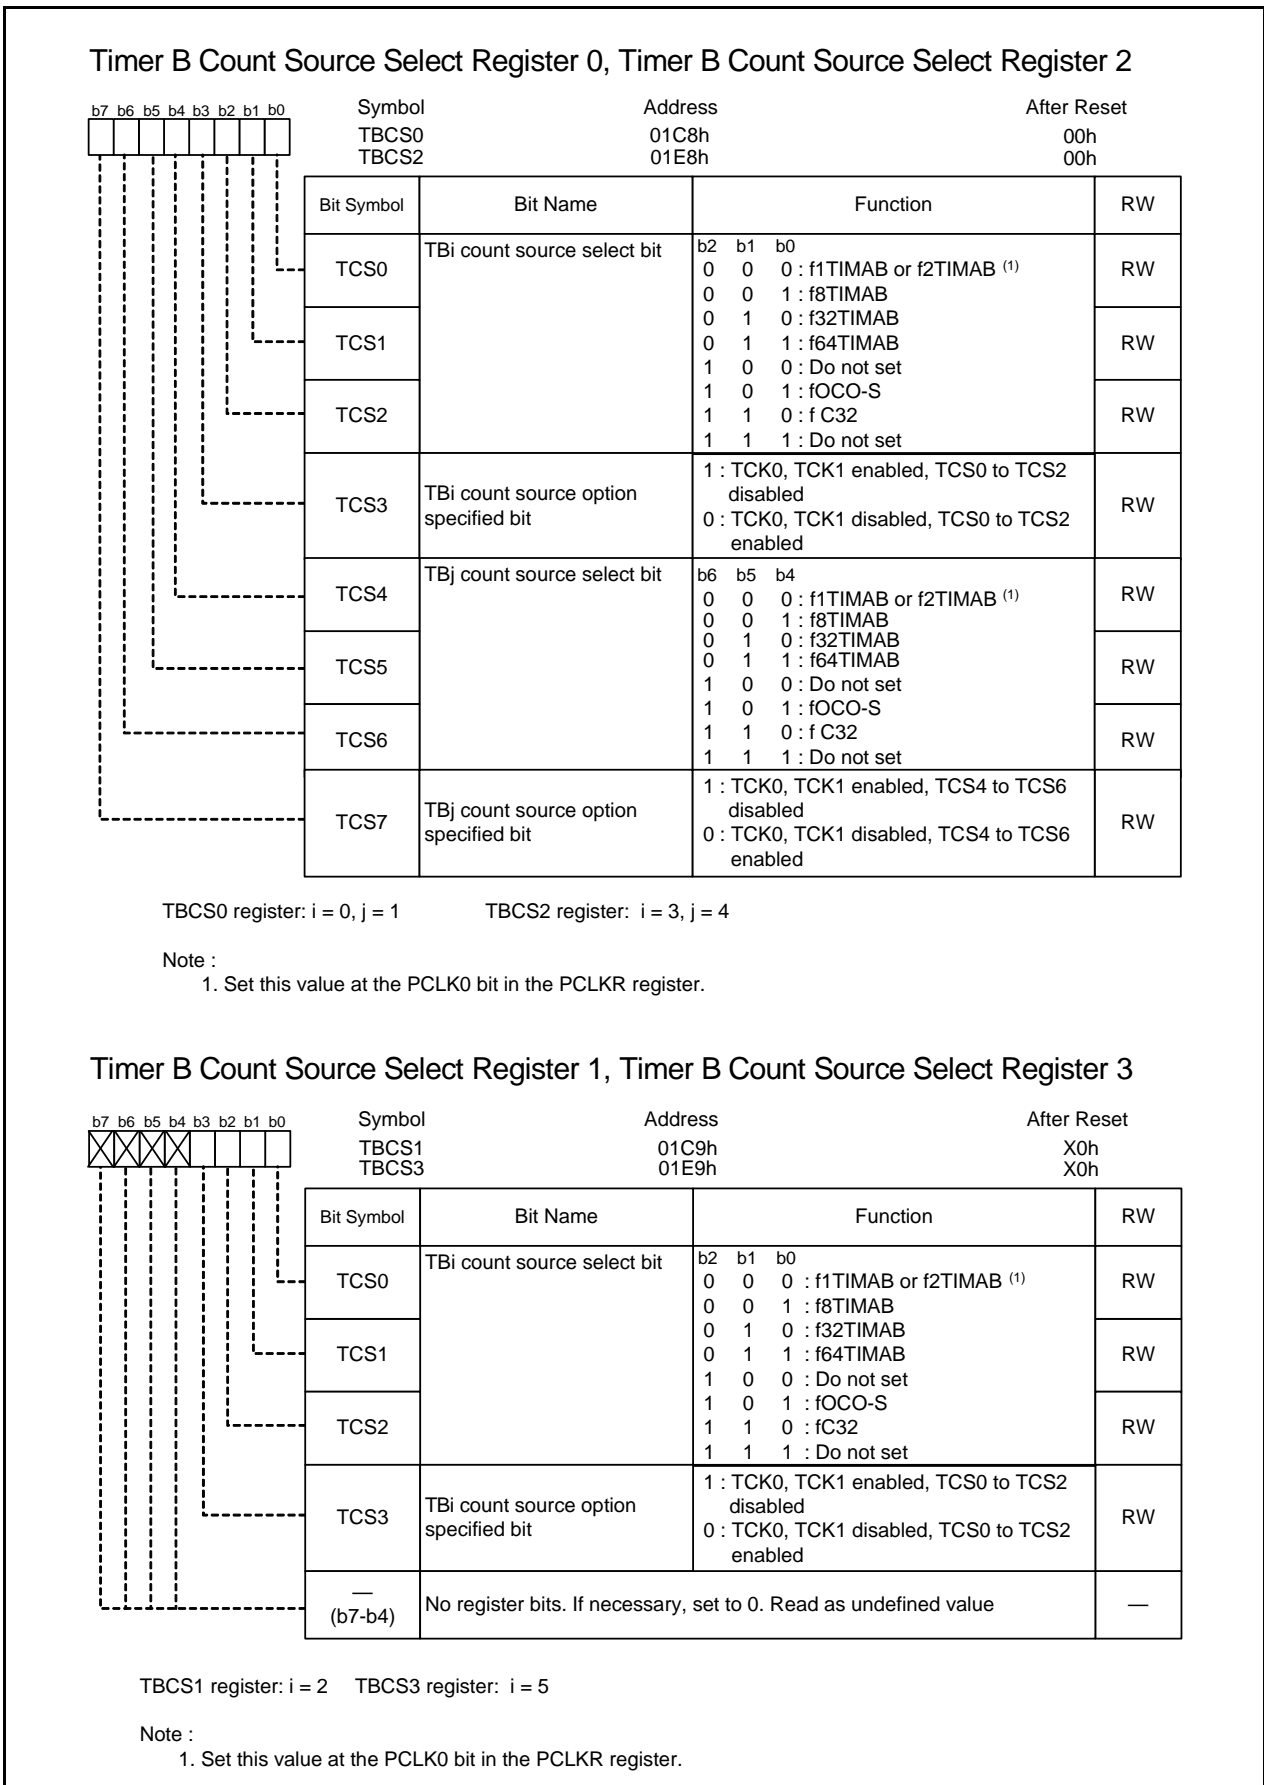 Timer B Count Source Select Register 0, Timer B Count Source Select Register 2
b7 b6 b5 b4 b3 b2 b1 b0
Symbol Address After Reset
TBCS0 01C8h 00h
TBCS2 01E8h 00h
Bit Symbol Bit Name Function RW
TCS0 TBi count source select bit b2 b1 b0
0 0 0 : f1TIMAB or f2TIMAB (1) RW
0 0 1 : f8TIMAB
0 1 0 : f32TIMAB
TCS1 0 1 1 : f64TIMAB RW
1 0 0 : Do not set
1 0 1 : fOCO-S
TCS2 1 1 0 : f C32 RW
1 1 1 : Do not set
TCS3 TBi count source option specified bit RW
1 : TCK0, TCK1 enabled, TCS0 to TCS2
disabled
0 : TCK0, TCK1 disabled, TCS0 to TCS2
enabled
TCS4 TBj count source select bit b6 b5 b4
0 0 0 : f1TIMAB or f2TIMAB (1) RW
0 0 1 : f8TIMAB
0 1 0 : f32TIMAB
TCS5 0 1 1 : f64TIMAB RW
1 0 0 : Do not set
1 0 1 : fOCO-S
TCS6 1 1 0 : f C32 RW
1 1 1 : Do not set
TCS7 TBj count source option specified bit RW
1 : TCK0, TCK1 enabled, TCS4 to TCS6
disabled
0 : TCK0, TCK1 disabled, TCS4 to TCS6
enabled
TBCS0 register: i = 0, j = 1 TBCS2 register: i = 3, j = 4
Note :
1. Set this value at the PCLK0 bit in the PCLKR register.
Timer B Count Source Select Register 1, Timer B Count Source Select Register 3
b7 b6 b5 b4 b3 b2 b1 b0
Symbol Address After Reset
TBCS1 01C9h X0h
TBCS3 01E9h X0h
Bit Symbol Bit Name Function RW
TCS0 TBi count source select bit b2 b1 b0
0 0 0 : f1TIMAB or f2TIMAB (1) RW
0 0 1 : f8TIMAB
0 1 0 : f32TIMAB
TCS1 0 1 1 : f64TIMAB RW
1 0 0 : Do not set
1 0 1 : fOCO-S
TCS2 1 1 0 : fC32 RW
1 1 1 : Do not set
TCS3 TBi count source option specified bit RW
1 : TCK0, TCK1 enabled, TCS0 to TCS2
disabled
0 : TCK0, TCK1 disabled, TCS0 to TCS2
enabled
—
(b7-b4) No register bits. If necessary, set to 0. Read as undefined value —
TBCS1 register: i = 2 TBCS3 register: i = 5
Note :
1. Set this value at the PCLK0 bit in the PCLKR register.